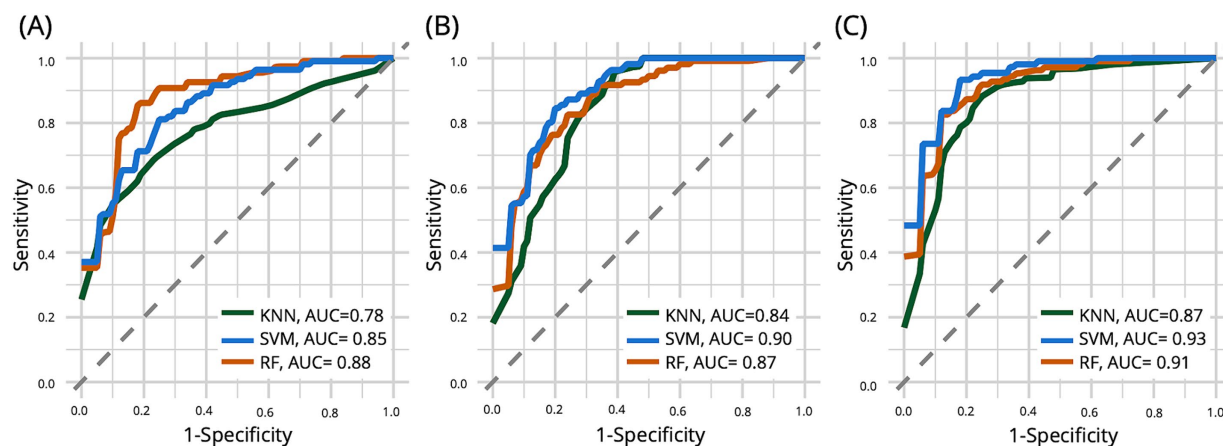 (A)
Sensitivity
1.0
0.8
0.6
0.4
0.2
0.0
KNN, AUC=0.78
SVM, AUC= 0.85
RF, AUC= 0.88
0.0 0.2 0.4 0.6 0.8 1.0
1-Specificity
(B)
Sensitivity
1.0
0.8
0.6
0.4
0.2
0.0
KNN, AUC=0.84
SVM, AUC= 0.90
RF, AUC= 0.87
0.0 0.2 0.4 0.6 0.8 1.0
1-Specificity
(C)
Sensitivity
1.0
0.8
0.6
0.4
0.2
0.0
KNN, AUC=0.87
SVM, AUC= 0.93
RF, AUC= 0.91
0.0 0.2 0.4 0.6 0.8 1.0
1-Specificity